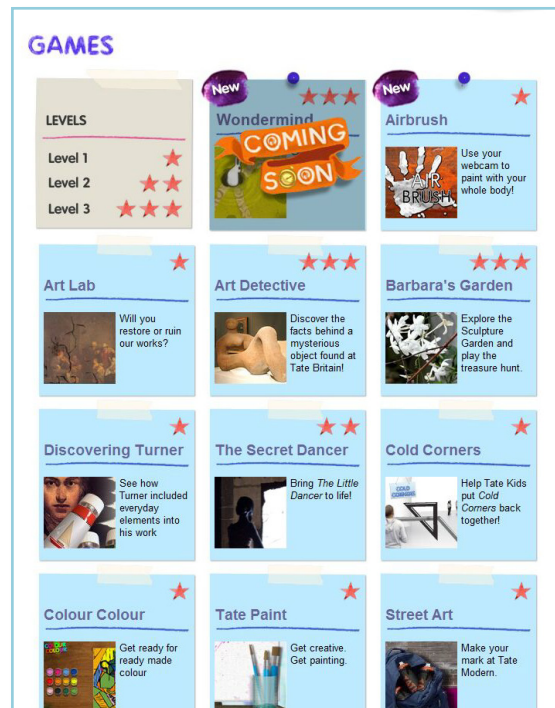 GAMES
LEVELS
Level 1
Level 2
Level 3
New
Wondermind
COMING
SOON
New
Airbrush
AIR
BRUSH
Use your
webcam to
paint with your
whole body!
Art Lab
Will you
restore or ruin
our works?
Art Detective
Discover the
facts behind a
mysterious
object found at
Tate Britain!
Barbara's Garden
Explore the
Sculpture
Garden and
play the
treasure hunt.
Discovering Turner
See how
Turner included
everyday
elements into
his work
The Secret Dancer
Bring The Little
Dancer to life!
Cold Corners
COLD
CORNERS
Help Tate Kids
put Cold
Corners back
together!
Colour Colour
COLOUR
COLOUR
Get ready for
ready made
colour
Tate Paint
Get creative.
Get painting.
Street Art
Make your
mark at Tate
Modern.